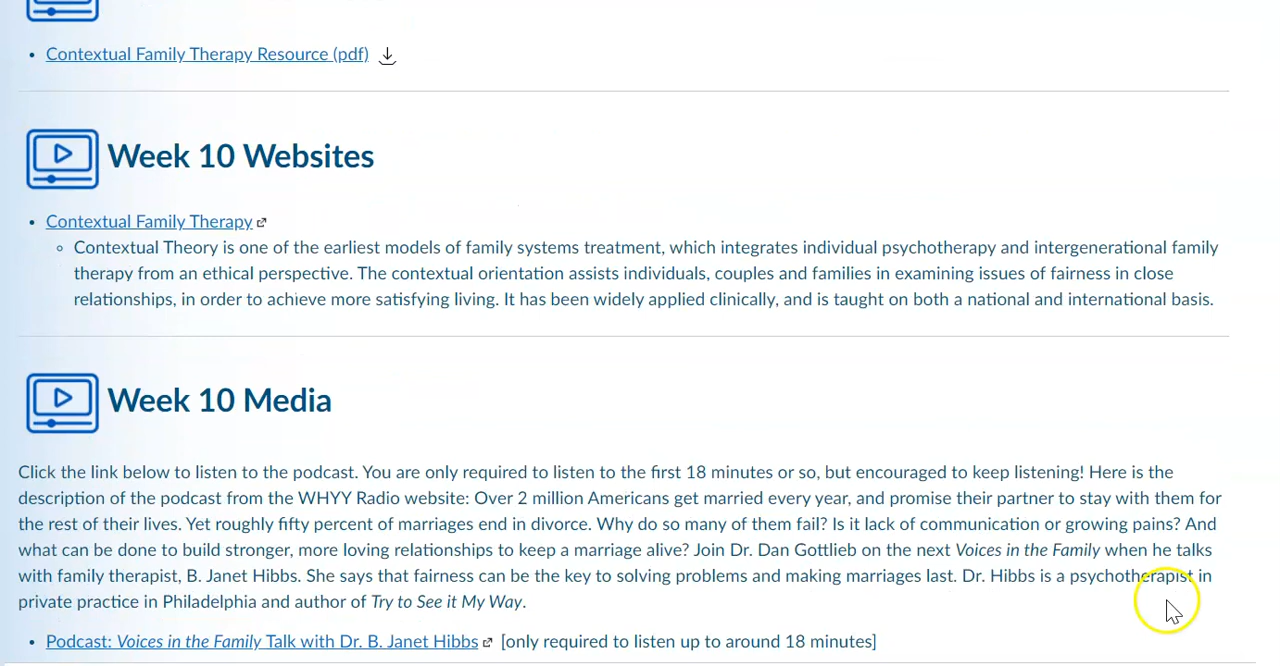 • Contextual Family Therapy Resource (pdf)
Week 10 Websites
• Contextual Family Therapy
Contextual Theory is one of the earliest models of family systems treatment, which integrates individual psychotherapy and intergenerational family
therapy from an ethical perspective. The contextual orientation assists individuals, couples and families in examining issues of fairness in close
relationships, in order to achieve more satisfying living. It has been widely applied clinically, and is taught on both a national and international basis.
Week 10 Media
Click the link below to listen to the podcast. You are only required to listen to the first 18 minutes or so, but encouraged to keep listening! Here is the
description of the podcast from the WHYY Radio website: Over 2 million Americans get married every year, and promise their partner to stay with them for
the rest of their lives. Yet roughly fifty percent of marriages end in divorce. Why do so many of them fail? Is it lack of communication or growing pains? And
what can be done to build stronger, more loving relationships to keep a marriage alive? Join Dr. Dan Gottlieb on the next Voices in the Family when he talks
with family therapist, B. Janet Hibbs. She says that fairness can be the key to solving problems and making marriages last. Dr. Hibbs is a psychotherapist in
private practice in Philadelphia and author of Try to See it My Way.
• Podcast: Voices in the Family Talk with Dr. B. Janet Hibbs [only required to listen up to around 18 minutes]